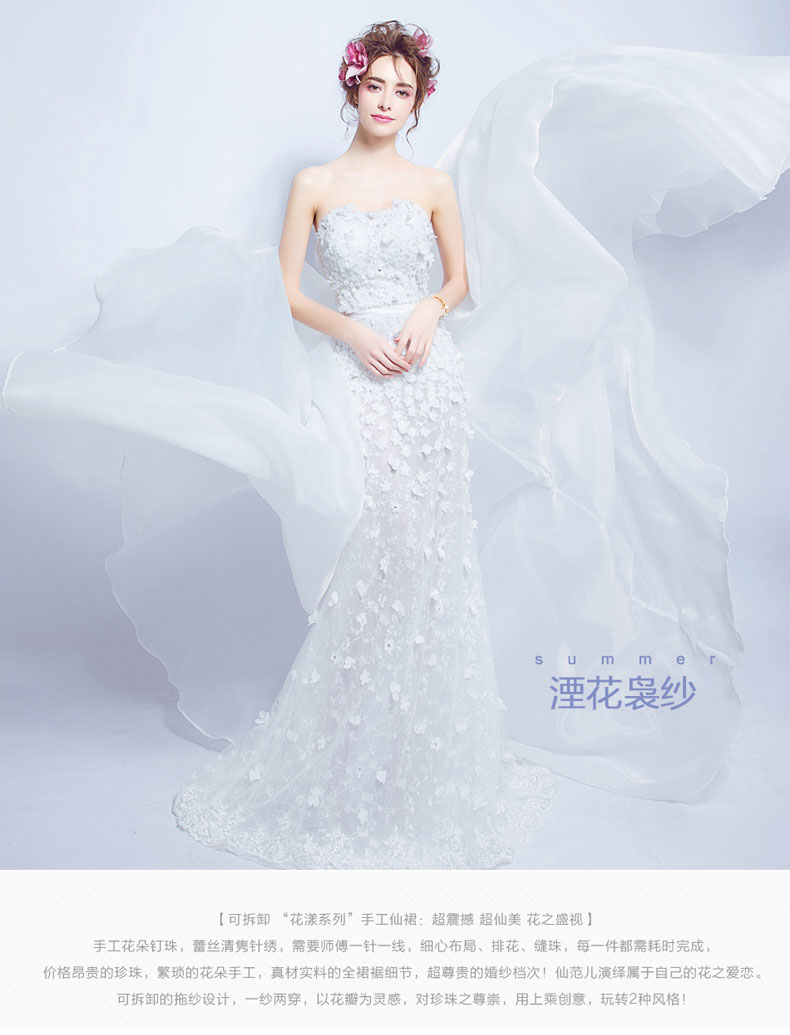 summer
湮花袅纱
【可拆卸 “花漾系列”手工仙裙：超震撼 超仙美 花之盛视】
手工花朵钉珠，蕾丝清隽针绣，需要师傅一针一线，细心布局、排花、缝珠，每一件都需耗时完成，
价格昂贵的珍珠，繁琐的花朵手工，真材实料的全裙裾细节，超尊贵的婚纱档次！仙范儿演绎属于自己的花之爱恋。
可拆卸的拖纱设计，一纱两穿，以花瓣为灵感，对珍珠之尊崇，用上乘创意，玩转2种风格！